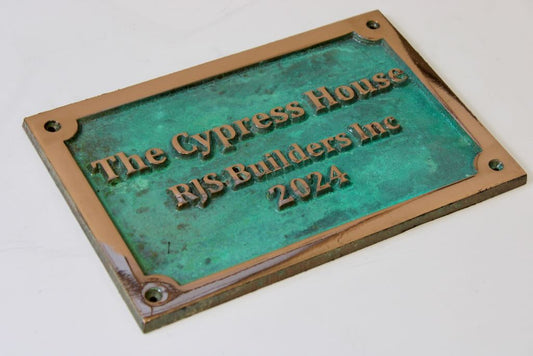 The Cypress House
RJS Builders Inc
2024